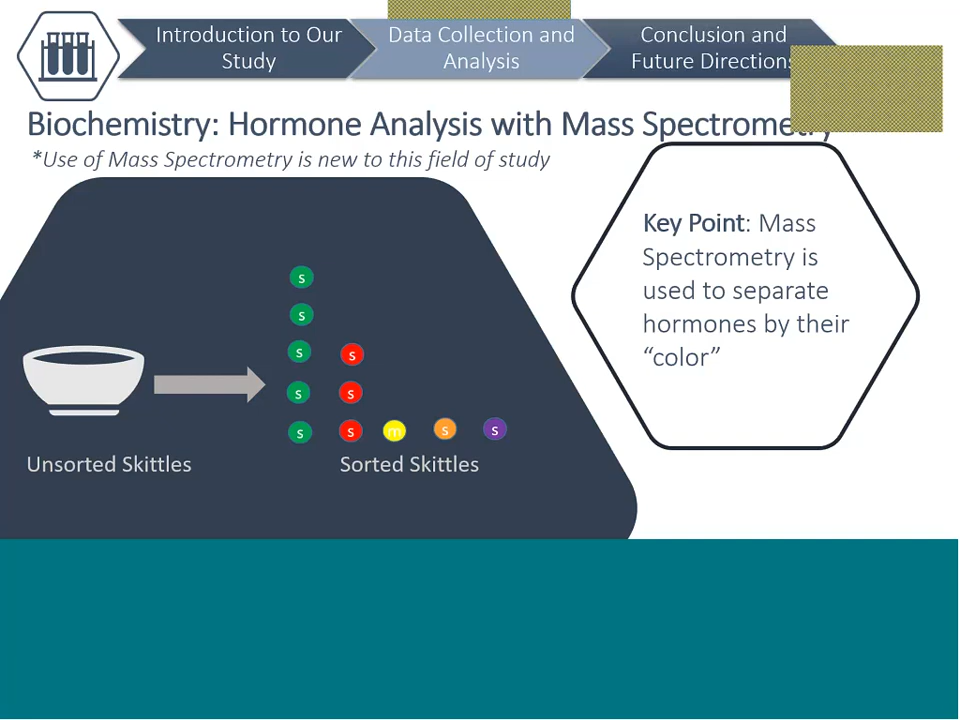 Introduction to Our
Study
Data Collection and
Analysis
Conclusion and
Future Directions
Biochemistry: Hormone Analysis with Mass Spectrometry
*Use of Mass Spectrometry is new to this field of study
Key Point: Mass
Spectrometry is
used to separate
hormones by their
“color”
s
s
s s
s s
s s m s s
Unsorted Skittles
Sorted Skittles